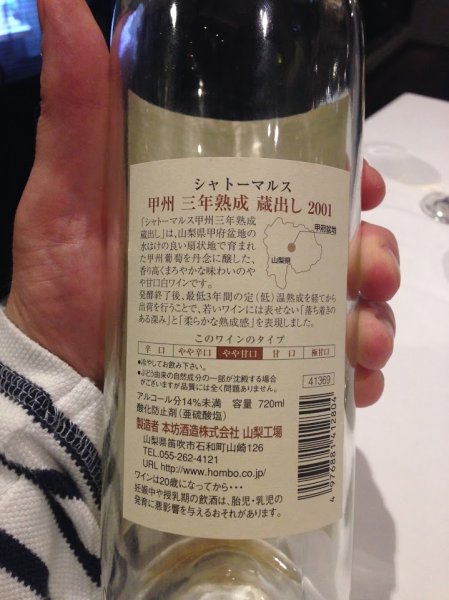 シャトーマルス
甲州 三年熟成 蔵出し 2001
「シャトーマルス甲州三年熟成
蔵出し」は、山梨県甲府盆地の
水はけの良い扇状地で育まれ
た甲州葡萄を丹念に醸した、
香り高くまろやかな味わいのや
や甘口白ワインです。
甲府盆地
山梨県
発酵終了後、最低3年間の定(低)温熟成を経てから
出荷を行うことで、若いワインには表せない「落ち着きの
ある深み」と「柔らかな熟成感」を表現しました。
このワインのタイプ
辛口 やや辛口 やや甘口 甘口 極甘口
●冷やしてお飲み下さい。
●ぶどう由来の自然成分の一部が沈殿する場合
がございますが品質には全く問題ありません。
41369
アルコール分14%未満 容量 720ml
酸化防止剤(亜硫酸塩)
製造者 本坊酒造株式会社 山梨工場
山梨県笛吹市石和町山崎126
TEL.055-262-4121
URL http://www.hombo.co.jp/
ワインは20歳になってから・・・
妊娠中や授乳期の飲酒は、胎児・乳児の
発育に悪影響を与えるおそれがあります。
4 976881 412804